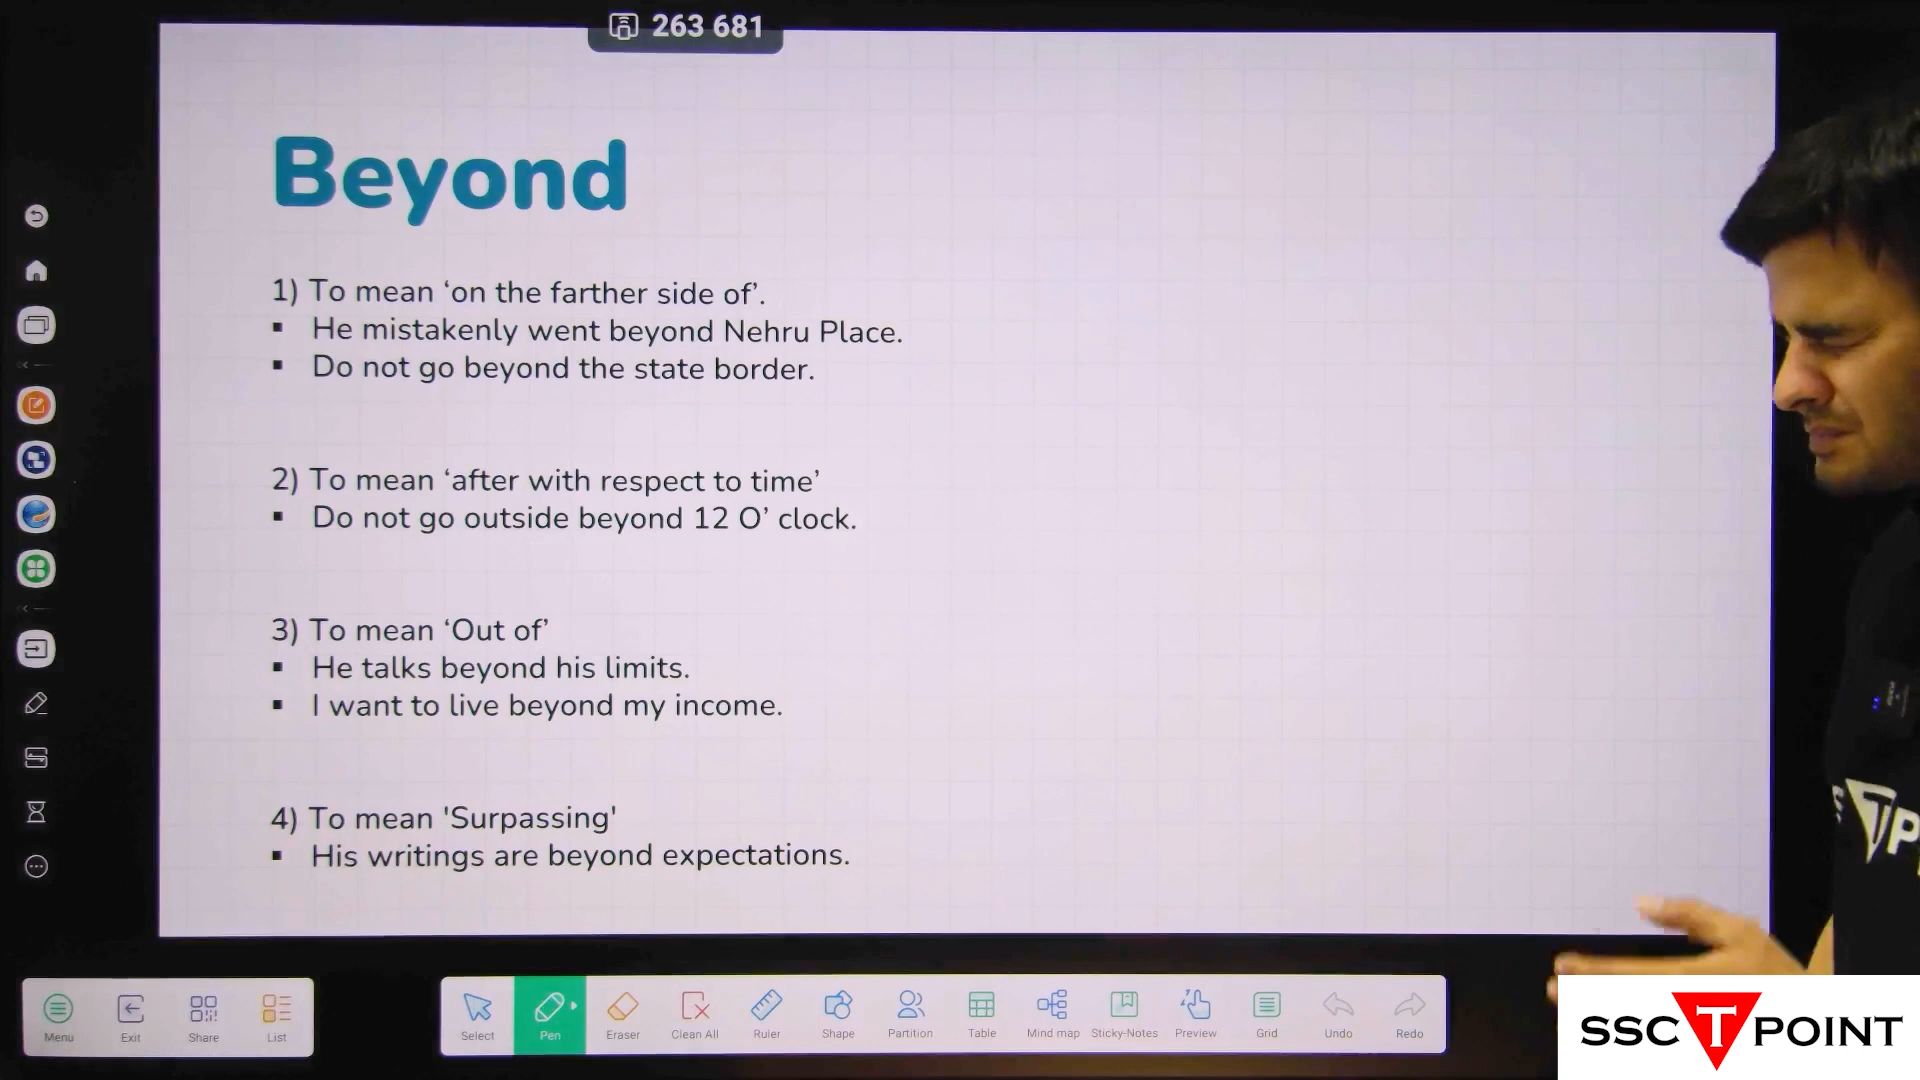 263 681
Beyond
1) To mean ‘on the farther side of’.
▪ He mistakenly went beyond Nehru Place.
▪ Do not go beyond the state border.
2) To mean ‘after with respect to time’
▪ Do not go outside beyond 12 O’ clock.
3) To mean ‘Out of’
▪ He talks beyond his limits.
▪ I want to live beyond my income.
4) To mean 'Surpassing'
▪ His writings are beyond expectations.
Menu Exit Share List
Select Pen Eraser Clean All Ruler Shape Partition Table Mind map Sticky-Notes Preview Grid Undo Redo
SSC T POINT